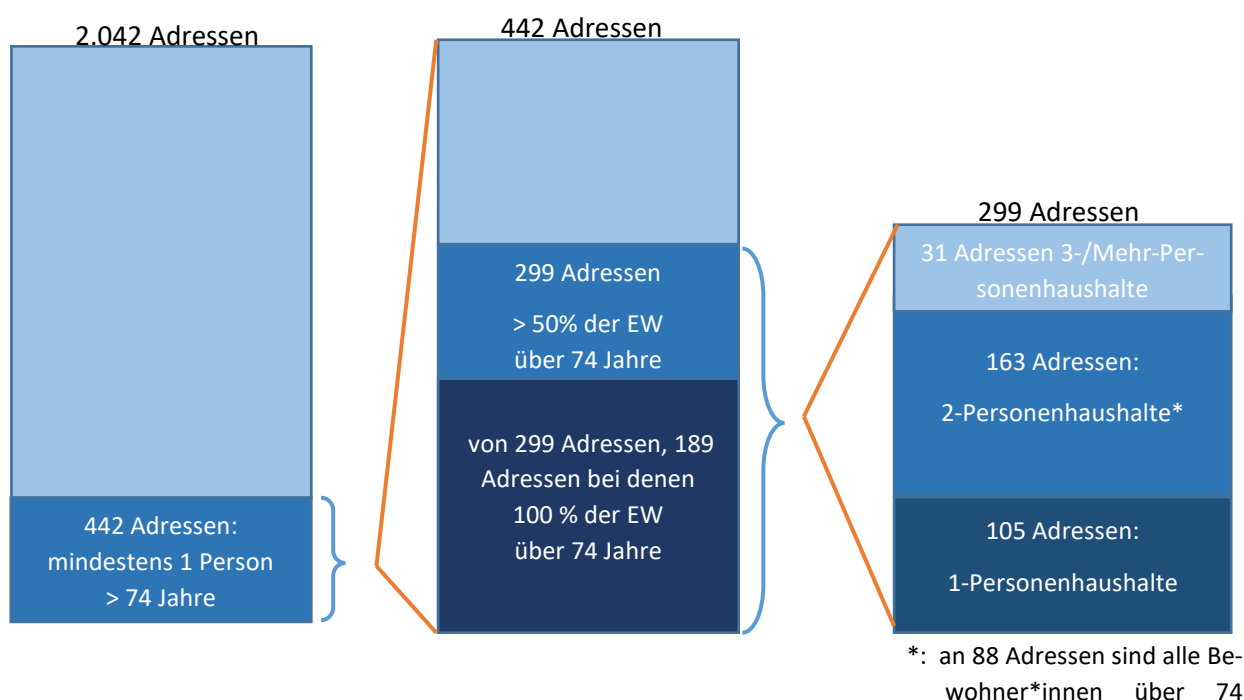 2.042 Adressen
442 Adressen:
mindestens 1 Person
> 74 Jahre
442 Adressen
299 Adressen
> 50% der EW
über 74 Jahre
von 299 Adressen, 189
Adressen bei denen
100 % der EW
über 74 Jahre
299 Adressen
31 Adressen 3-/Mehr-Per-
sonenhaushalte
163 Adressen:
2-Personenhaushalte*
105 Adressen:
1-Personenhaushalte
*: an 88 Adressen sind alle Be-
wohner*innen über 74